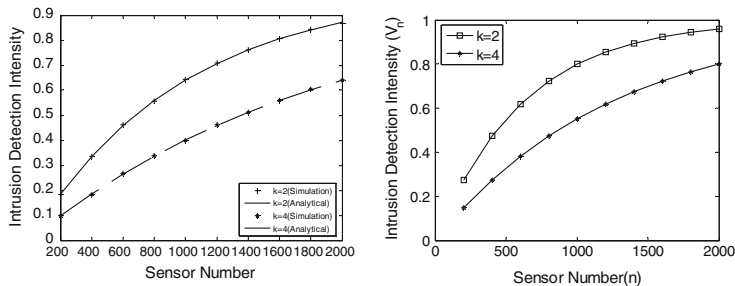 Intrusion Detection Intensity
0.9
0.8
0.7
0.6
0.5
0.4
0.3
0.2
0.1
0
200 400 600 800 1000 1200 1400 1600 1800 2000
Sensor Number
k=2(Simulation)
k=2(Analytical)
k=4(Simulation)
k=4(Analytical)
Intrusion Detection Intensity (Vn)
1
0.8
0.6
0.4
0.2
0
0 500 1000 1500 2000
Sensor Number(n)
k=2
k=4